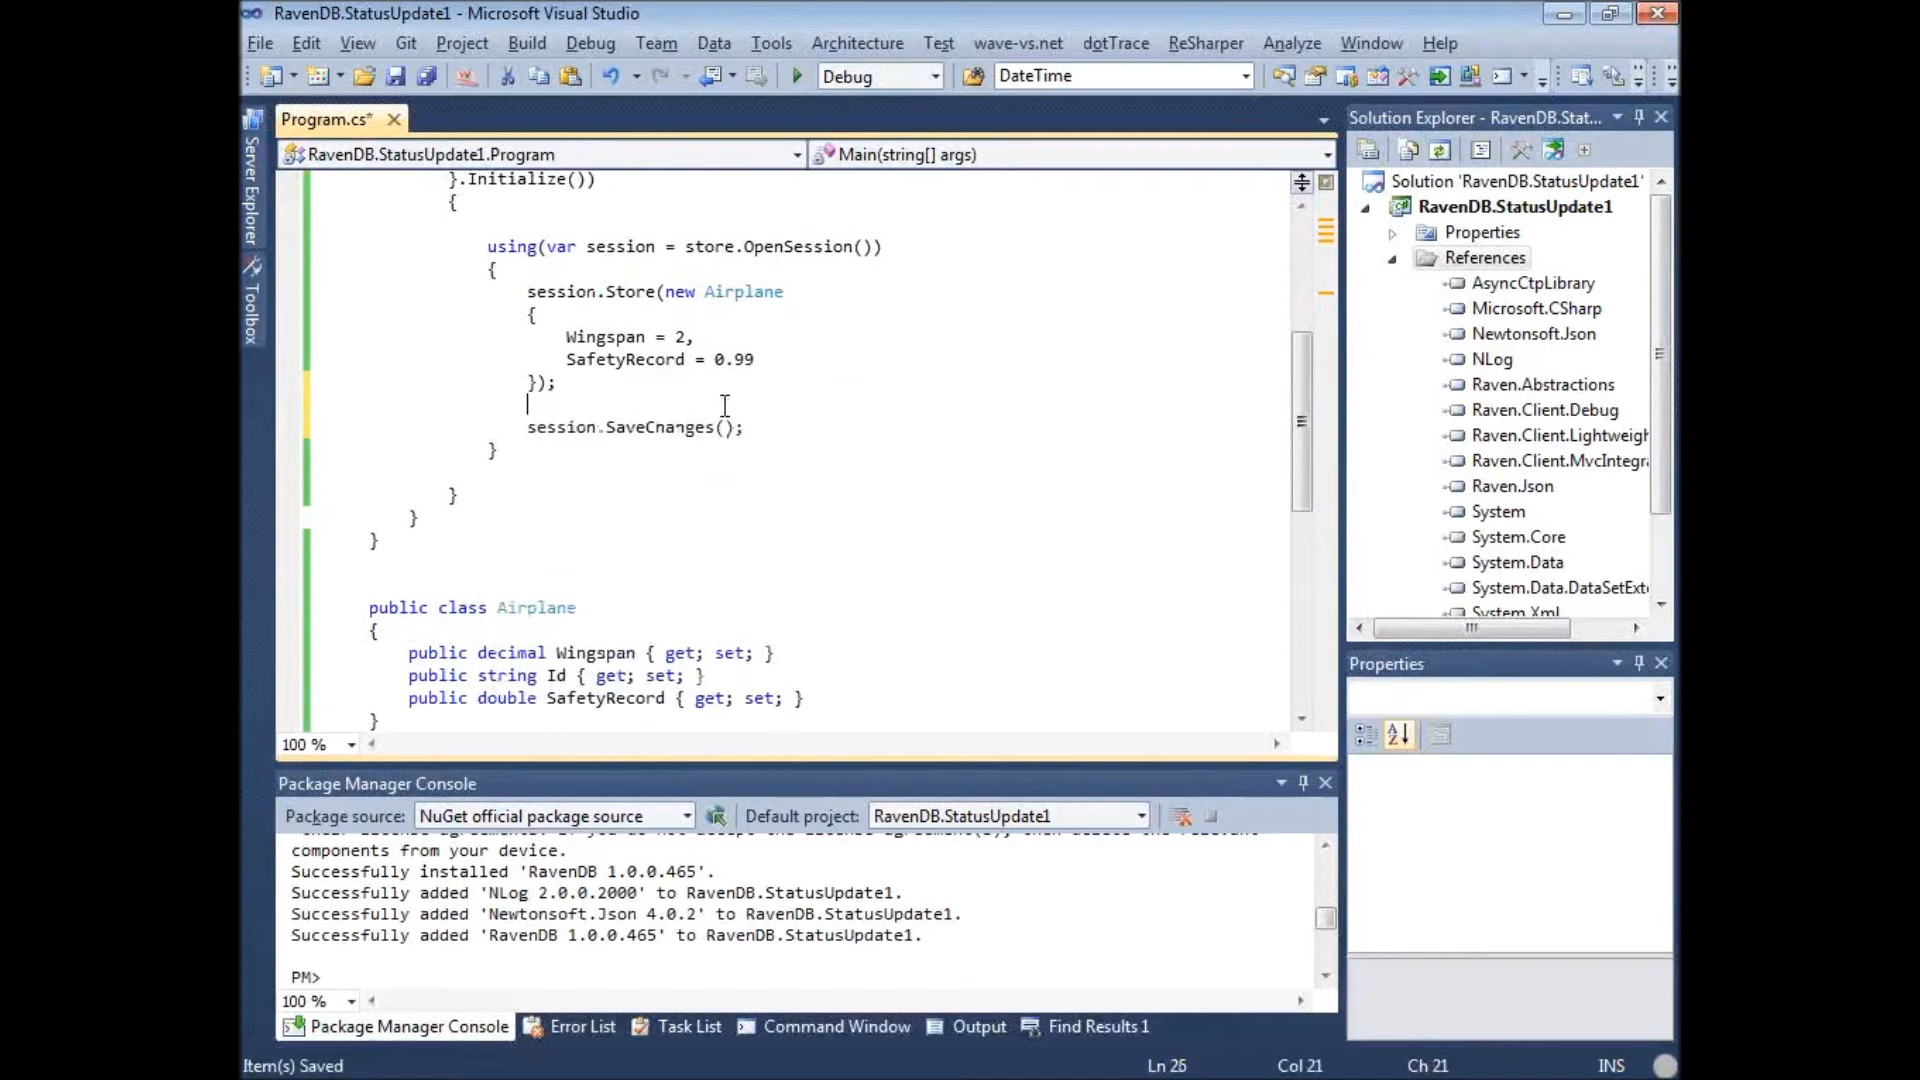 RavenDB.StatusUpdate1 - Microsoft Visual Studio
File Edit View Git Project Build Debug Team Data Tools Architecture Test wave-vs.net dotTrace ReSharper Analyze Window Help
Debug DateTime
Program.cs*
RavenDB.StatusUpdate1.Program Main(string[] args)
Server Explorer
Toolbox
}.Initialize())
{
using(var session = store.OpenSession())
{
session.Store(new Airplane
{
Wingspan = 2,
SafetyRecord = 0.99
});
session.SaveChanges();
}
}
}
}
public class Airplane
{
public decimal Wingspan { get; set; }
public string Id { get; set; }
public double SafetyRecord { get; set; }
}
100 %
Solution Explorer - RavenDB.Stat...
Solution 'RavenDB.StatusUpdate1'
RavenDB.StatusUpdate1
Properties
References
AsyncCtpLibrary
Microsoft.CSharp
Newtonsoft.Json
NLog
Raven.Abstractions
Raven.Client.Debug
Raven.Client.Lightweigh
Raven.Client.MvcIntegra
Raven.Json
System
System.Core
System.Data
System.Data.DataSetExt
System.Xml
Properties
Package Manager Console
Package source: NuGet official package source Default project: RavenDB.StatusUpdate1
components from your device.
Successfully installed 'RavenDB 1.0.0.465'.
Successfully added 'NLog 2.0.0.2000' to RavenDB.StatusUpdate1.
Successfully added 'Newtonsoft.Json 4.0.2' to RavenDB.StatusUpdate1.
Successfully added 'RavenDB 1.0.0.465' to RavenDB.StatusUpdate1.
PM>
100 %
Package Manager Console Error List Task List Command Window Output Find Results 1
Item(s) Saved Ln 26 Col 21 Ch 21 INS